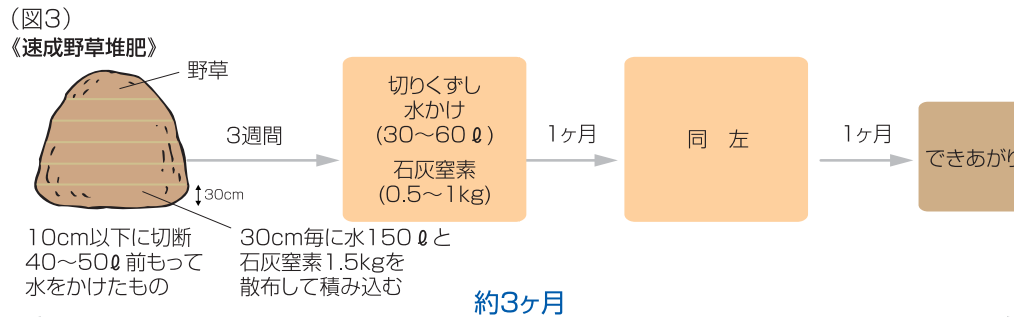 (図3)
《速成野草堆肥》
野草
30cm
10cm以下に切断
40～50ℓ前もって
水をかけたもの
30cm毎に水150ℓと
石灰窒素1.5kgを
散布して積み込む
3週間
切りくずし
水かけ
(30～60ℓ)
石灰窒素
(0.5～1kg)
1ヶ月
同 左
1ヶ月
できあがり
約3ヶ月